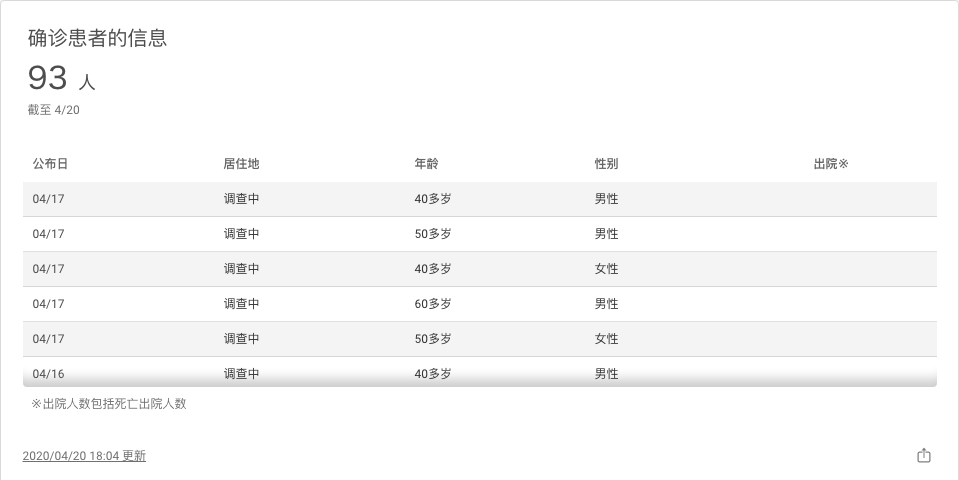 确诊患者的信息
93 人
截至 4/20
公布日 居住地 年龄 性别 出院※
04/17 调查中 40多岁 男性
04/17 调查中 50多岁 男性
04/17 调查中 40多岁 女性
04/17 调查中 60多岁 男性
04/17 调查中 50多岁 女性
04/16 调查中 40多岁 男性
※出院人数包括死亡出院人数
2020/04/20 18:04 更新